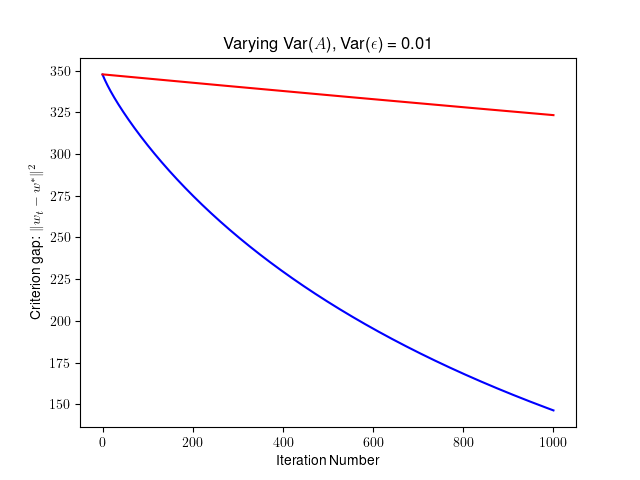 Varying Var(A), Var(ϵ) = 0.01
350
325
300
275
250
225
200
175
150
Criterion gap: ‖w_t − w*‖²
0 200 400 600 800 1000
Iteration Number